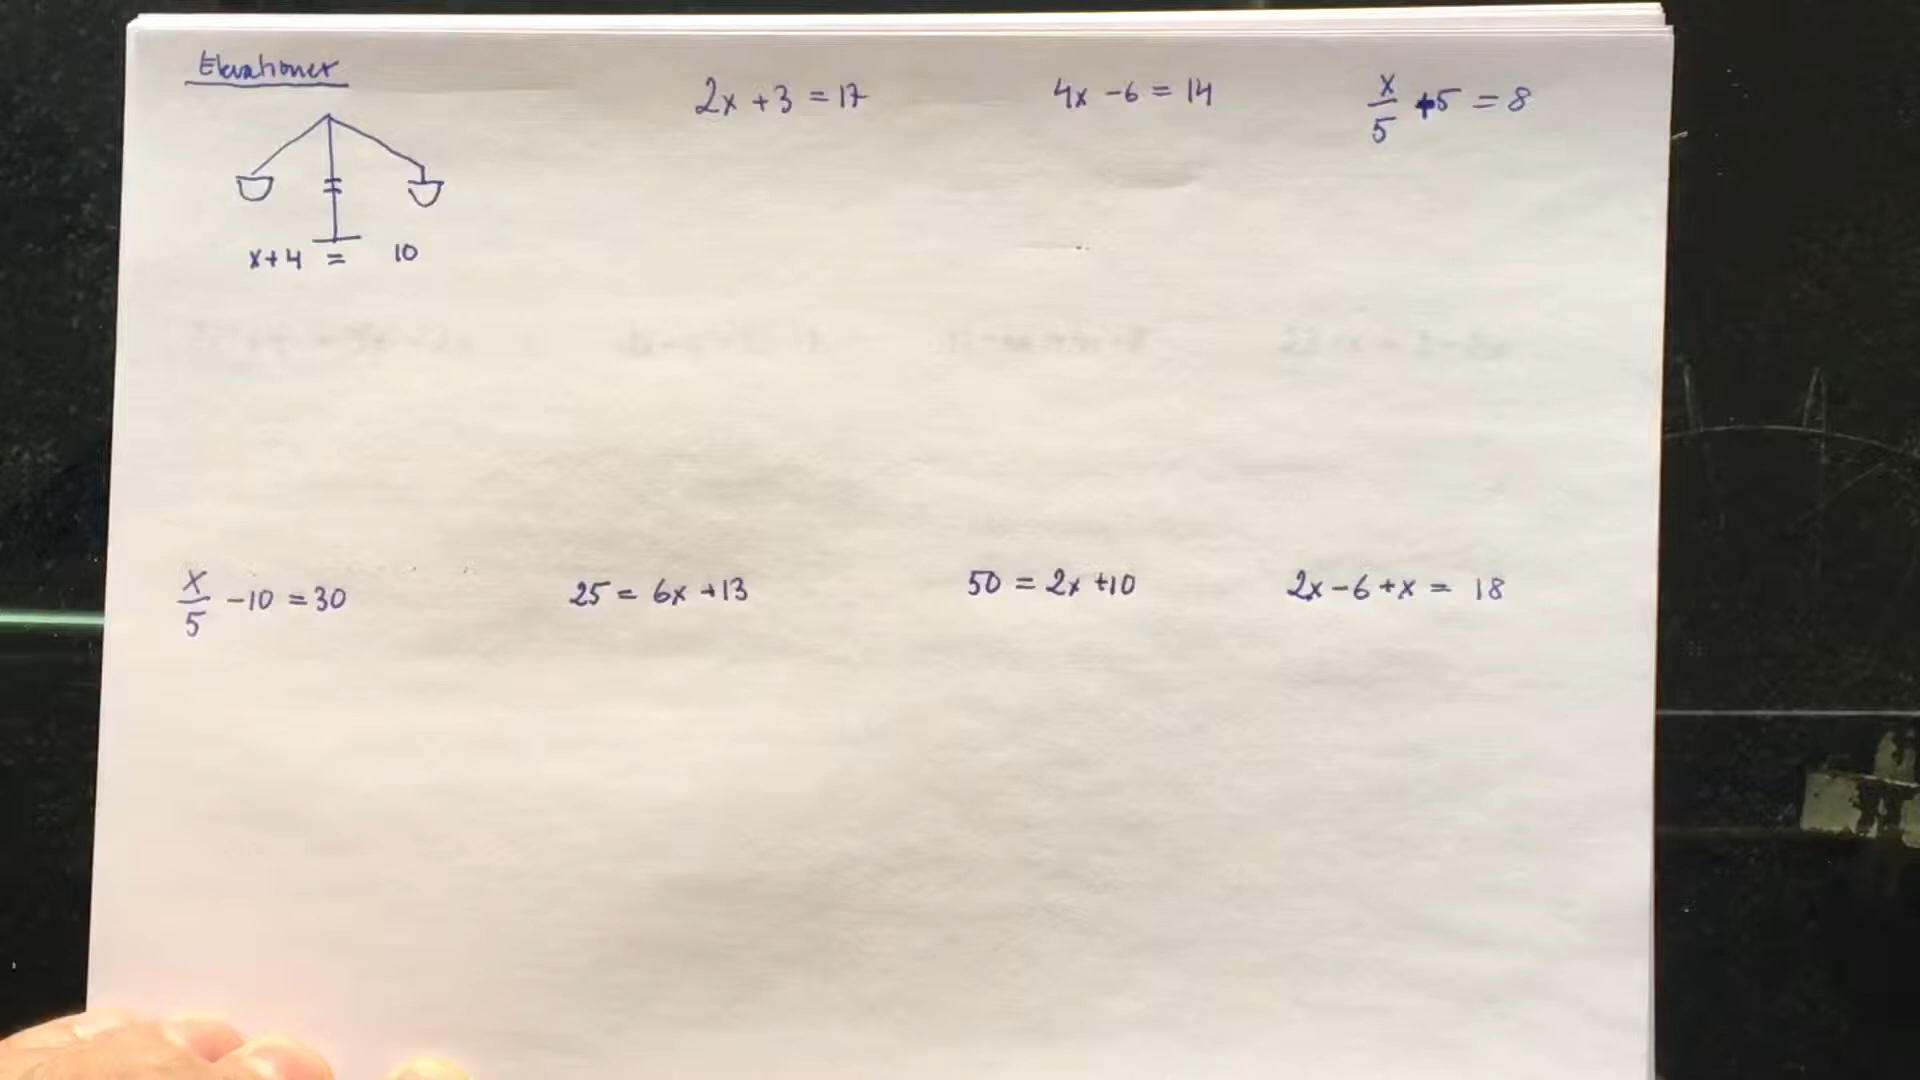 Ekvationer
2x + 3 = 17
4x - 6 = 14
x/5 + 5 = 8
x + 4 = 10
x/5 - 10 = 30
25 = 6x + 13
50 = 2x + 10
2x - 6 + x = 18